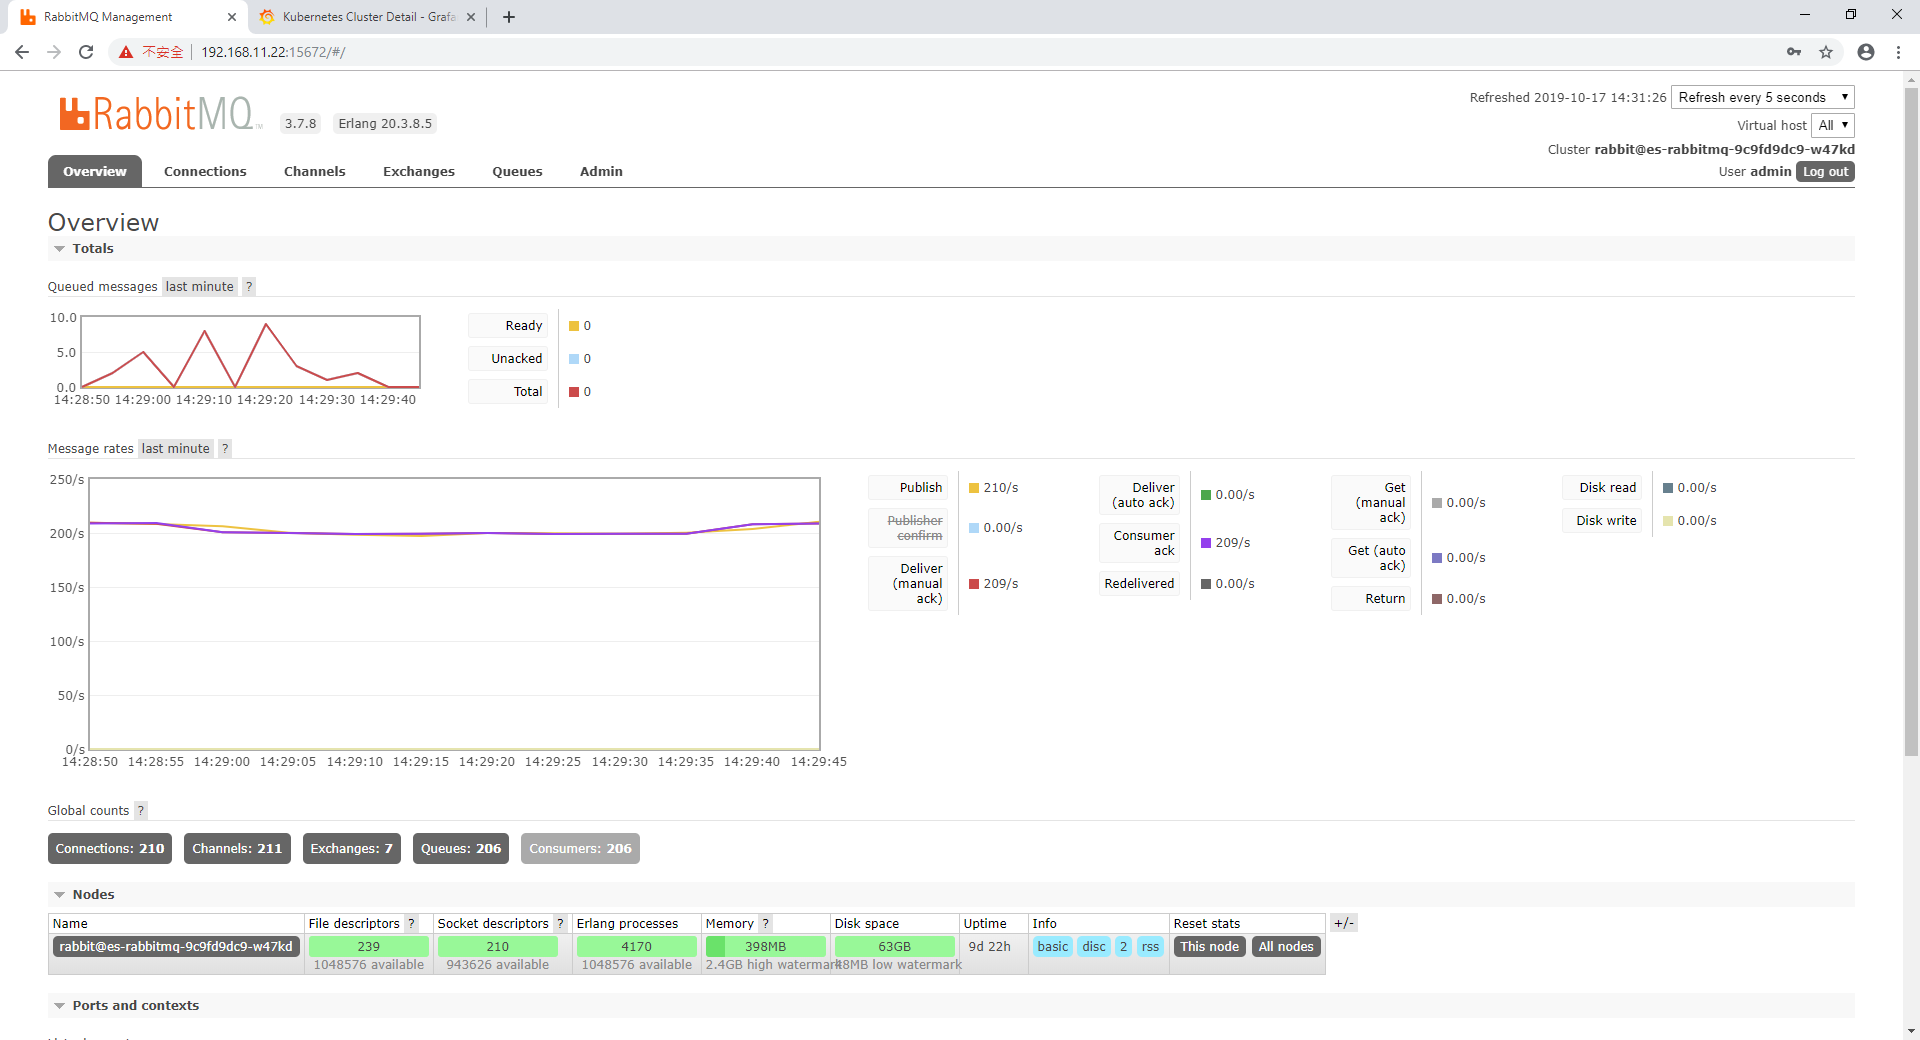 RabbitMQ Management
Kubernetes Cluster Detail - Grafa
不安全 192.168.11.22:15672/#/
RabbitMQ TM 3.7.8 Erlang 20.3.8.5
Refreshed 2019-10-17 14:31:26 Refresh every 5 seconds
Virtual host All
Cluster rabbit@es-rabbitmq-9c9fd9dc9-w47kd
User admin Log out
Overview Connections Channels Exchanges Queues Admin
Overview
Totals
Queued messages last minute ?
10.0
5.0
0.0
14:28:50 14:29:00 14:29:10 14:29:20 14:29:30 14:29:40
Ready 0
Unacked 0
Total 0
Message rates last minute ?
250/s
200/s
150/s
100/s
50/s
0/s
14:28:50 14:28:55 14:29:00 14:29:05 14:29:10 14:29:15 14:29:20 14:29:25 14:29:30 14:29:35 14:29:40 14:29:45
Publish 210/s
Publisher
confirm 0.00/s
Deliver
(manual 209/s
ack)
Deliver
(auto ack) 0.00/s
Consumer
ack 209/s
Redelivered 0.00/s
Get
(manual 0.00/s
ack)
Get (auto
ack) 0.00/s
Return 0.00/s
Disk read 0.00/s
Disk write 0.00/s
Global counts ?
Connections: 210 Channels: 211 Exchanges: 7 Queues: 206 Consumers: 206
Nodes
Name File descriptors ? Socket descriptors ? Erlang processes Memory ? Disk space Uptime Info Reset stats +/-
rabbit@es-rabbitmq-9c9fd9dc9-w47kd 239 210 4170 398MB 63GB 9d 22h basic disc 2 rss This node All nodes
1048576 available 943626 available 1048576 available 2.4GB high watermark 48MB low watermark
Ports and contexts